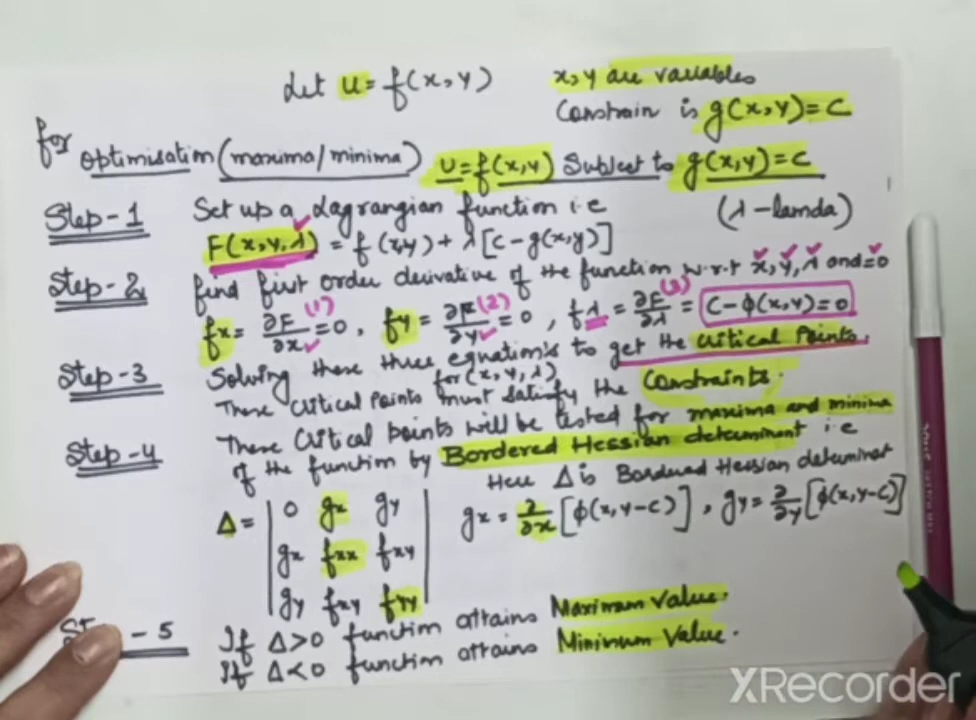 Let U = f(x,y)
x,y are variables
Constrain is g(x,y)=C
for optimisation (maxima/minima) U=f(x,y) Subject to g(x,y)=C
Step-1 Set up a Lagrangian function i.e (λ-lamda)
F(x,y,λ) = f(x,y) + λ[C-g(x,y)]
Step-2 find first order derivative of the function w.r.t x,y,λ and=0
fx = ∂F/∂x = 0 (1), fy = ∂F/∂y = 0 (2), fλ = ∂F/∂λ = (3) C-ϕ(x,y)=0
Step-3 Solving these three equation's to get the critical Points.
for (x,y,λ)
These critical points must satisfy the Constraints.
Step-4 These Critical points will be tested for maxima and minima
of the function by Bordered Hessian determinant i.e
Here Δ is Bordered Hessian determinat
Δ = | 0 gx gy |
| gx fxx fxy |
| gy fxy fyy |
gx = ∂/∂x [ϕ(x,y-c)], gy = ∂/∂y [ϕ(x,y-c)]
-5 If Δ>0 function attains Maximum Value.
If Δ<0 function attains Minimum Value.
XRecorder